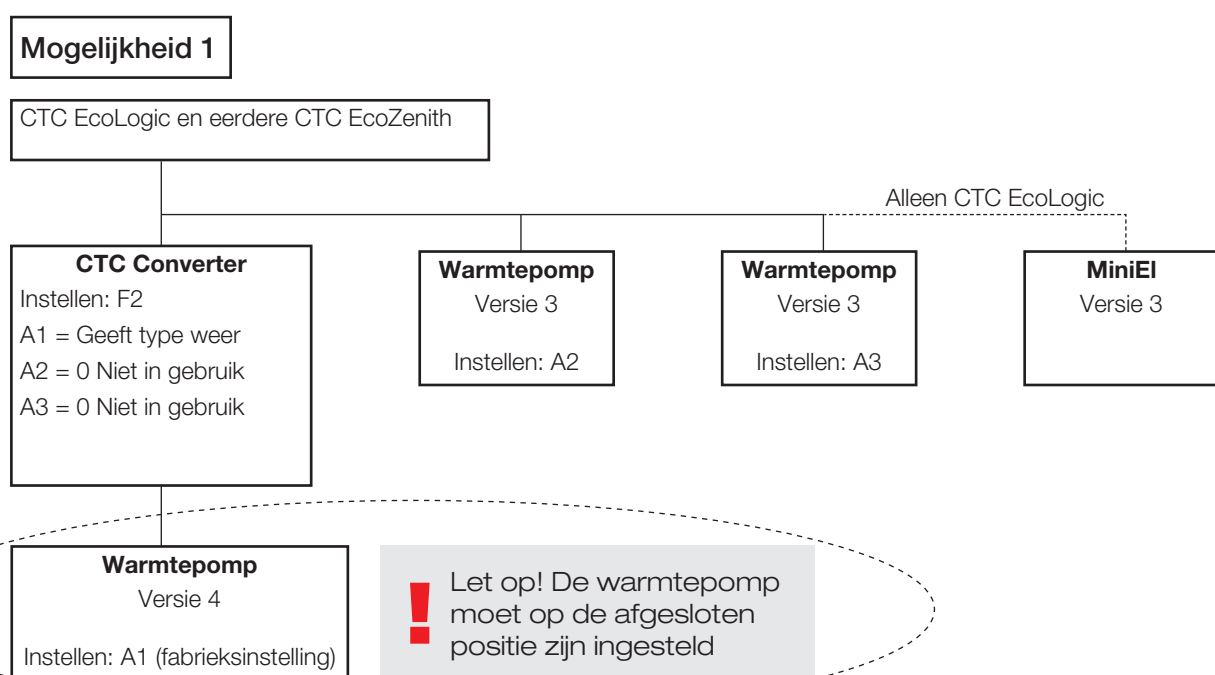 Mogelijkheid 1
CTC EcoLogic en eerdere CTC EcoZenith
Alleen CTC EcoLogic
CTC Converter
Instellen: F2
A1 = Geeft type weer
A2 = 0 Niet in gebruik
A3 = 0 Niet in gebruik
Warmtepomp
Versie 3
Instellen: A2
Warmtepomp
Versie 3
Instellen: A3
MiniEl
Versie 3
Warmtepomp
Versie 4
Instellen: A1 (fabrieksinstelling)
! Let op! De warmtepomp
moet op de afgesloten
positie zijn ingesteld